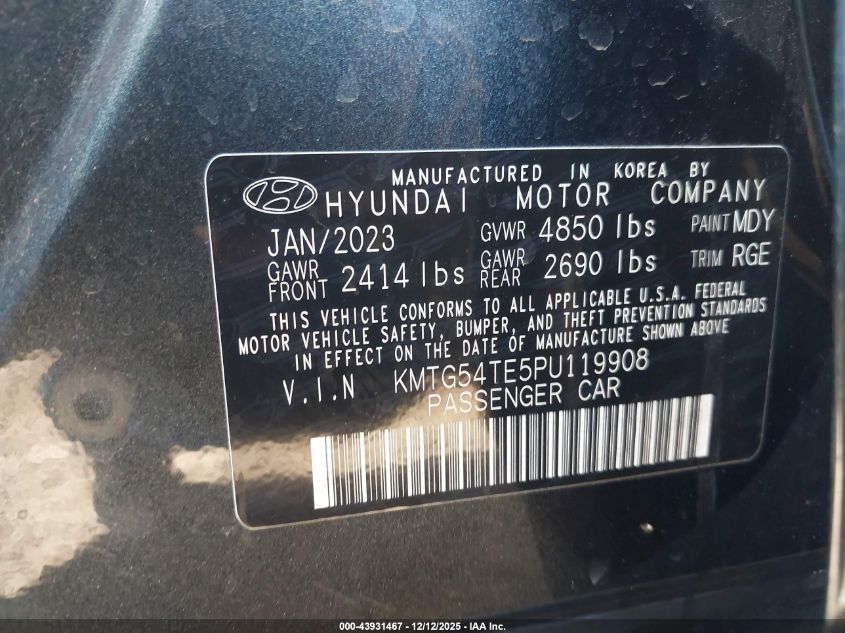 MANUFACTURED IN KOREA BY
HYUNDAI MOTOR COMPANY
JAN/2023 GVWR 4850 lbs PAINT MDY
GAWR FRONT 2414 lbs GAWR REAR 2690 lbs TRIM RGE
THIS VEHICLE CONFORMS TO ALL APPLICABLE U.S.A. FEDERAL
MOTOR VEHICLE SAFETY, BUMPER, AND THEFT PREVENTION STANDARDS
IN EFFECT ON THE DATE OF MANUFACTURE SHOWN ABOVE
V.I.N KMTG54TE5PU119908
PASSENGER CAR
000-43931467 - 12/12/2025 - IAA Inc.